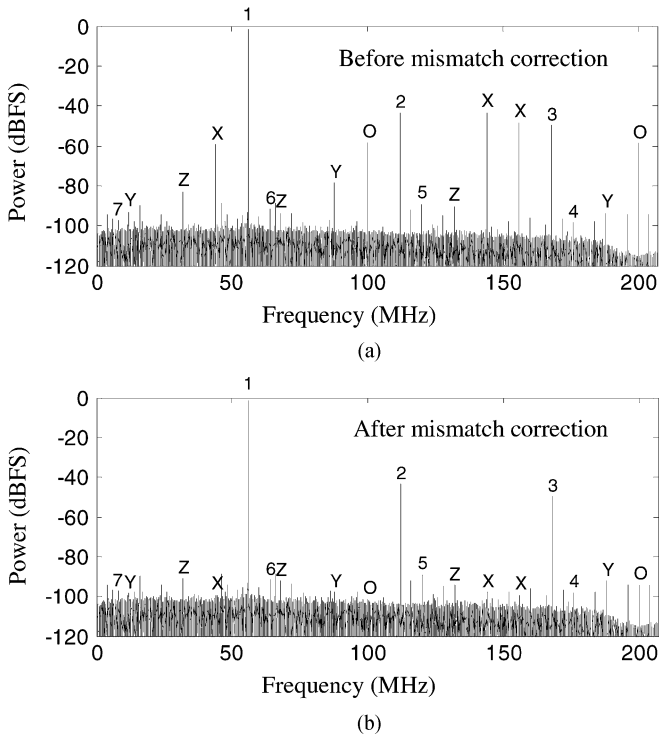 1
0
Before mismatch correction
-20
2
X
X
3
-40
O
O
X
-60
Y
Z
-80
7
Y
6
Z
5
Z
4
Y
-100
-120
0
50
100
150
200
Power (dBFS)
Frequency (MHz)
(a)
1
0
After mismatch correction
-20
2
3
-40
-60
-80
7
Y
Z
X
6
Z
Y
O
5
Z
X
X
4
Y
O
-100
-120
0
50
100
150
200
Power (dBFS)
Frequency (MHz)
(b)